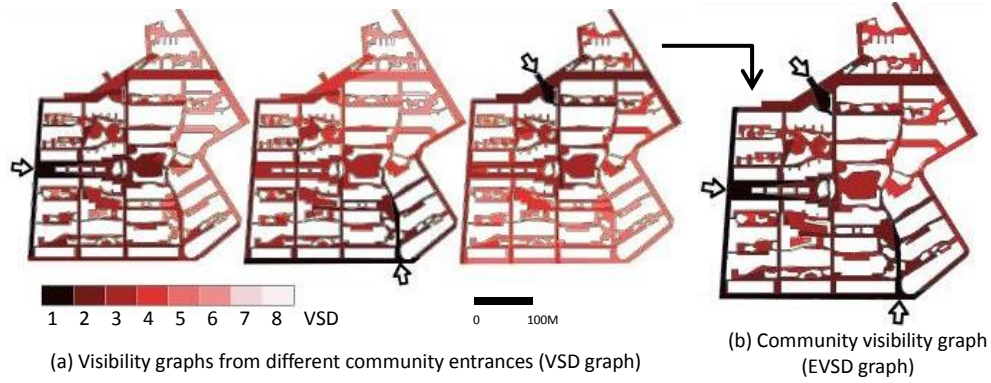 1 2 3 4 5 6 7 8 VSD
0 100M
(a) Visibility graphs from different community entrances (VSD graph)
(b) Community visibility graph
(EVSD graph)